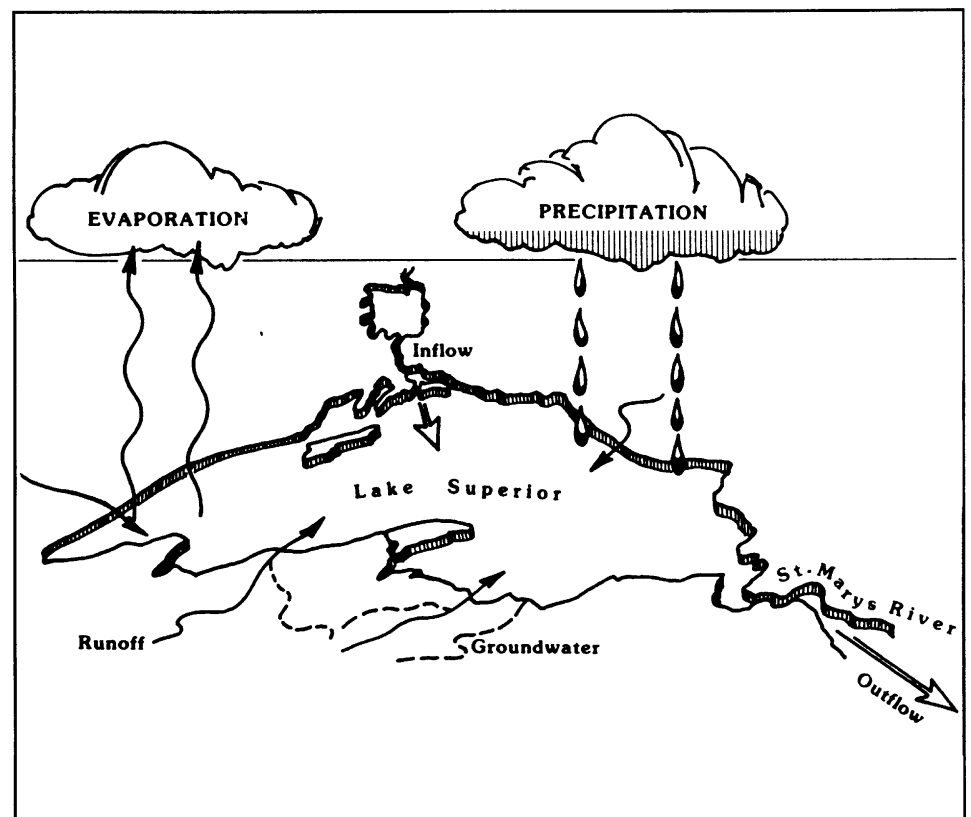 EVAPORATION
PRECIPITATION
Inflow
Lake Superior
St. Marys River
Runoff
Groundwater
Outflow